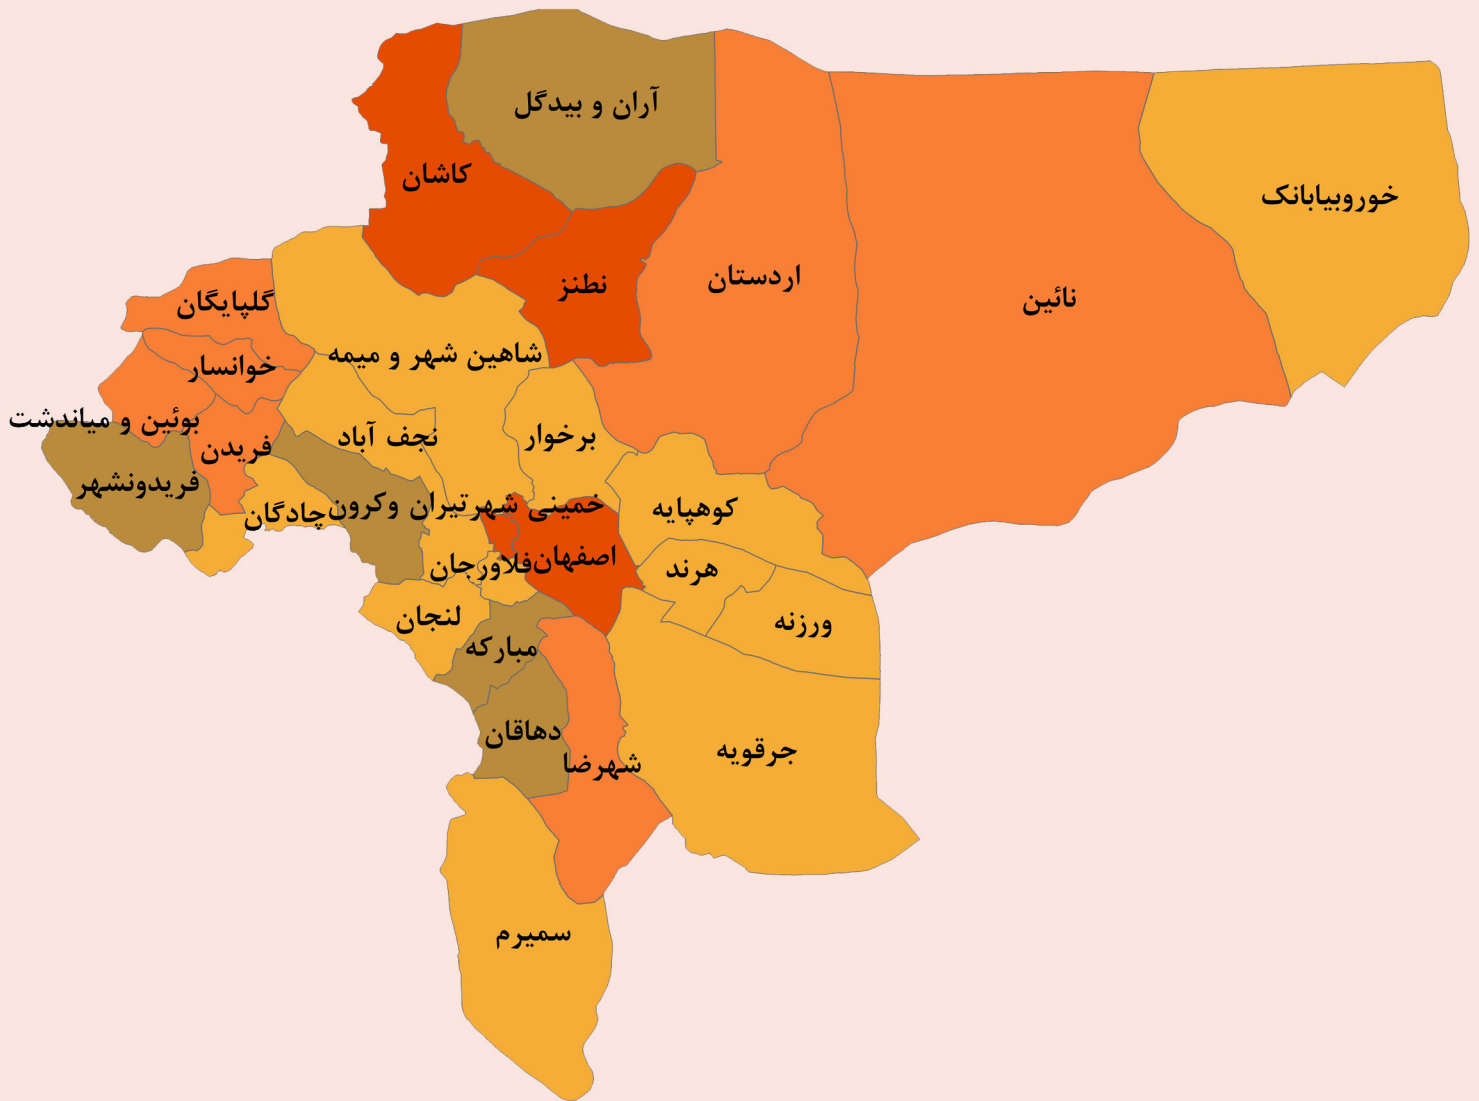 آران و بیدگل
کاشان
خوروبیابانک
نطنز
اردستان
نائین
گلپایگان
شاهین شهر و میمه
خوانسار
بوئین و میاندشت
نجف آباد
برخوار
فریدن
فریدونشهر
چادگان
تیران وکرون
خمینی شهر
کوهپایه
اصفهان
فلاورجان
هرند
لنجان
ورزنه
مبارکه
دهاقان
شهرضا
جرقویه
سمیرم